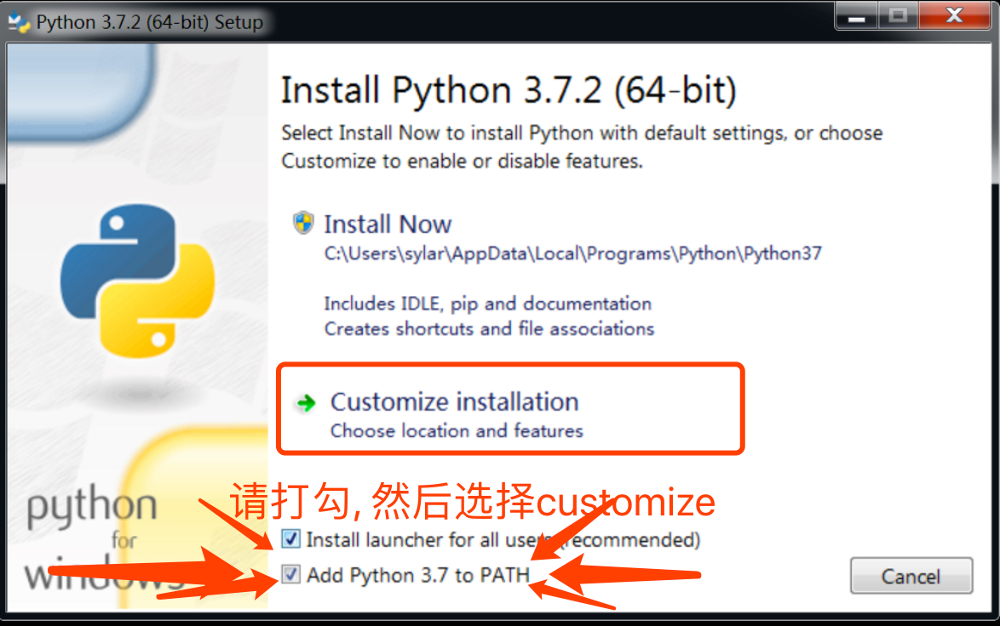 Python 3.7.2 (64-bit) Setup
Install Python 3.7.2 (64-bit)
Select Install Now to install Python with default settings, or choose
Customize to enable or disable features.
Install Now
C:\Users\sylar\AppData\Local\Programs\Python\Python37
Includes IDLE, pip and documentation
Creates shortcuts and file associations
Customize installation
Choose location and features
请打勾, 然后选择customize
Install launcher for all users (recommended)
Add Python 3.7 to PATH
python
for
windows
Cancel